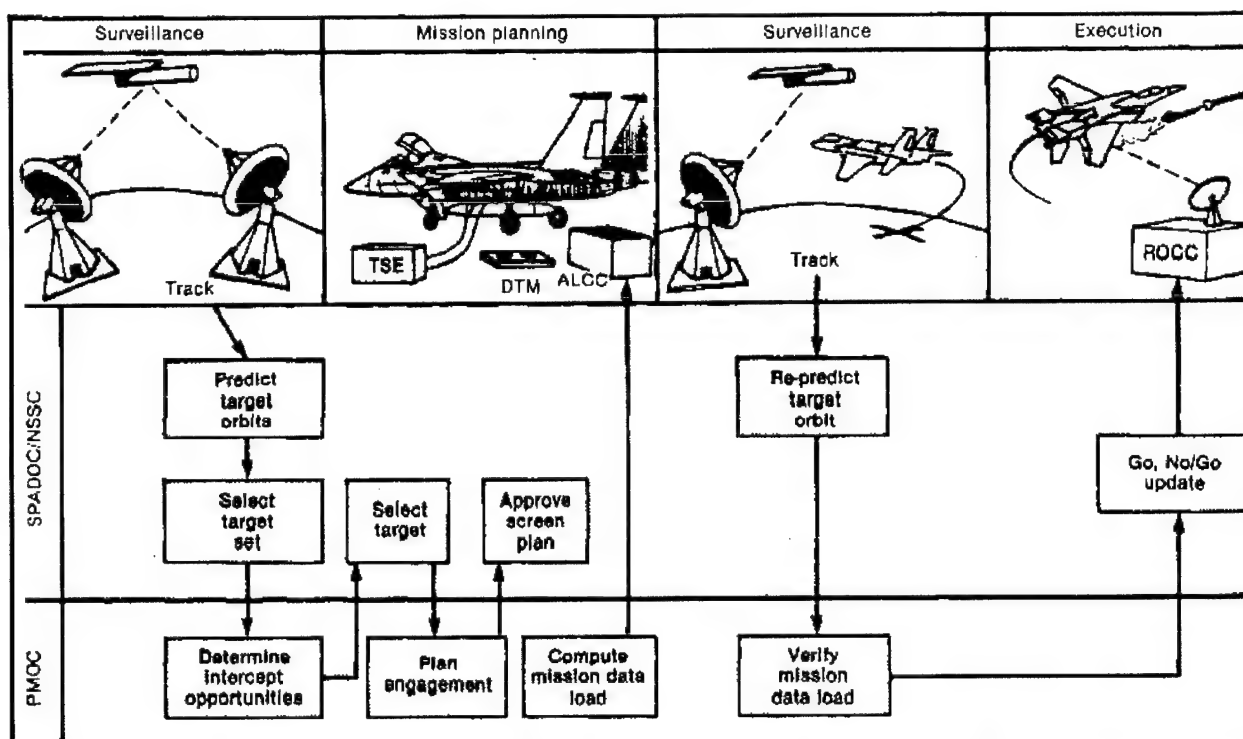 Surveillance
Mission planning
Surveillance
Execution
TSE
DTM
ALCC
ROCC
Track
Track
SPADOC/NSSC
Predict
target
orbits
Re-predict
target
orbit
Go, No/Go
update
Select
target
set
Select
target
Approve
screen
plan
PMOC
Determine
intercept
opportunities
Plan
engagement
Compute
mission data
load
Verify
mission
data load